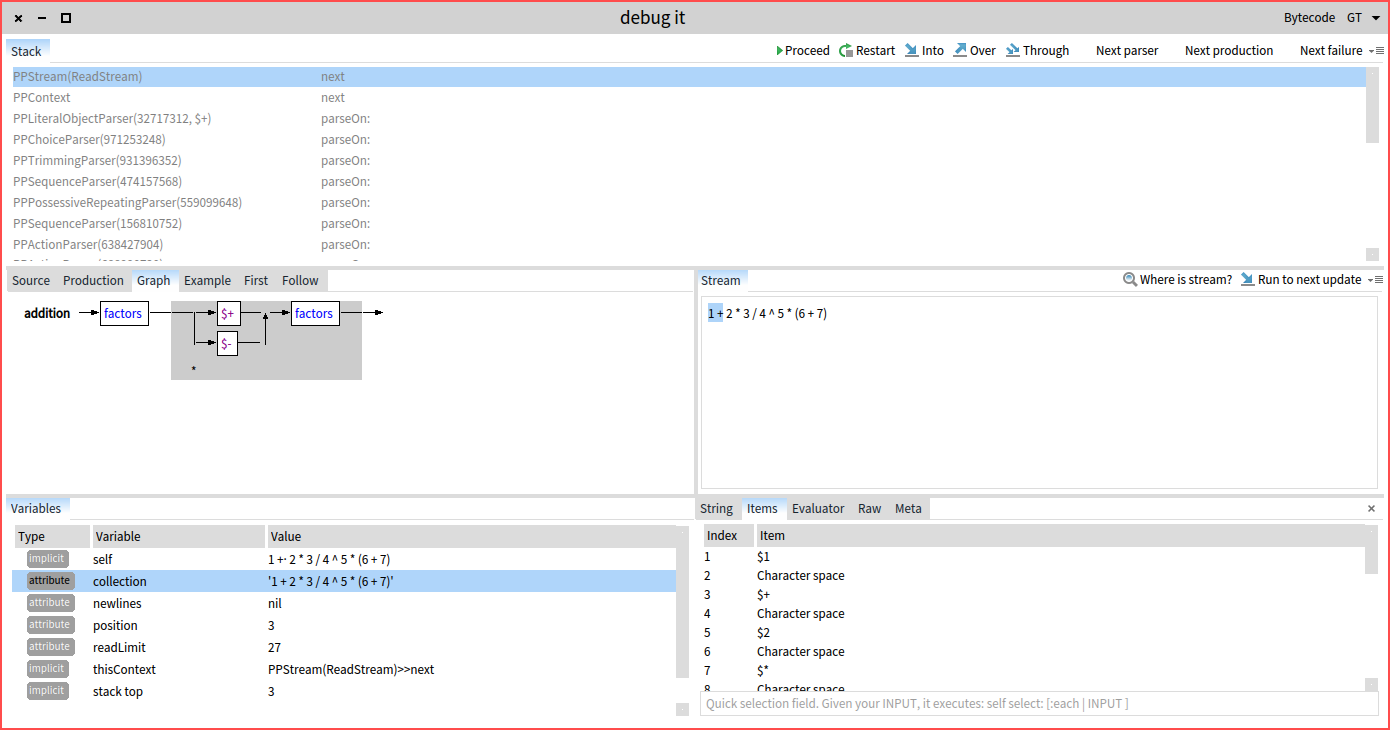 debug it
Bytecode GT
Stack
Proceed Restart Into Over Through Next parser Next production Next failure
PPStream(ReadStream) next
PPContext next
PPLiteralObjectParser(32717312, $+) parseOn:
PPChoiceParser(971253248) parseOn:
PPTrimmingParser(931396352) parseOn:
PPSequenceParser(474157568) parseOn:
PPPossessiveRepeatingParser(559099648) parseOn:
PPSequenceParser(156810752) parseOn:
PPActionParser(638427904) parseOn:
Source Production Graph Example First Follow
addition factors $+ factors
$-
*
Stream Where is stream? Run to next update
1 + 2 * 3 / 4 ^ 5 * (6 + 7)
Variables
Type Variable Value
implicit self 1 +· 2 * 3 / 4 ^ 5 * (6 + 7)
attribute collection '1 + 2 * 3 / 4 ^ 5 * (6 + 7)'
attribute newlines nil
attribute position 3
attribute readLimit 27
implicit thisContext PPStream(ReadStream)>>next
implicit stack top 3
String Items Evaluator Raw Meta
Index Item
1 $1
2 Character space
3 $+
4 Character space
5 $2
6 Character space
7 $*
8 Character space
Quick selection field. Given your INPUT, it executes: self select: [:each | INPUT ]